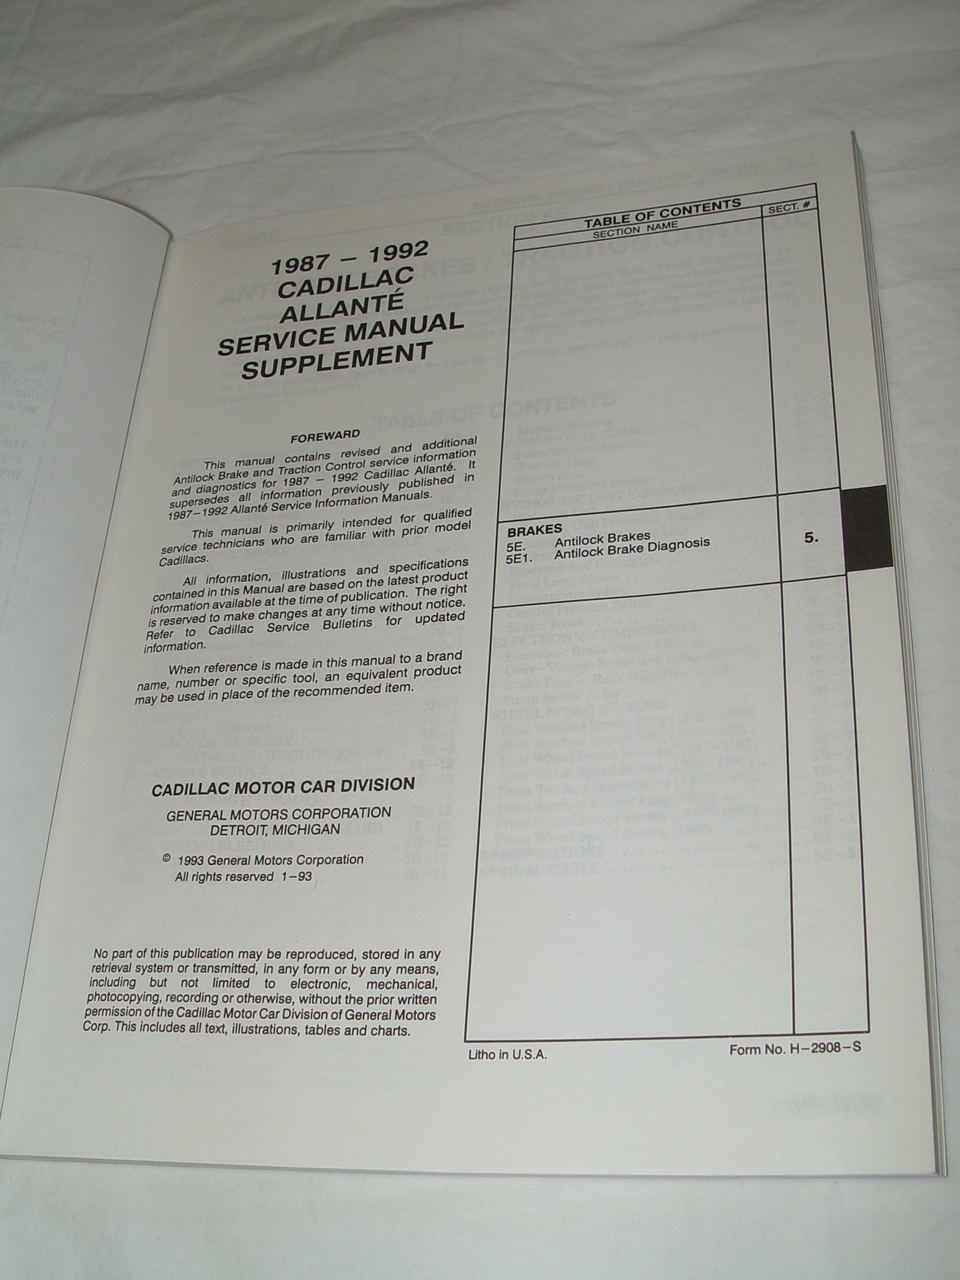 1987 – 1992
CADILLAC
ALLANTÉ
SERVICE MANUAL
SUPPLEMENT
FOREWARD
This manual contains revised and additional
Antilock Brake and Traction Control service information
and diagnostics for 1987 – 1992 Cadillac Allanté. It
supersedes all information previously published in
1987–1992 Allanté Service Information Manuals.
This manual is primarily intended for qualified
service technicians who are familiar with prior model
Cadillacs.
All information, illustrations and specifications
contained in this Manual are based on the latest product
information available at the time of publication. The right
is reserved to make changes at any time without notice.
Refer to Cadillac Service Bulletins for updated
information.
When reference is made in this manual to a brand
name, number or specific tool, an equivalent product
may be used in place of the recommended item.
CADILLAC MOTOR CAR DIVISION
GENERAL MOTORS CORPORATION
DETROIT, MICHIGAN
© 1993 General Motors Corporation
All rights reserved 1–93
No part of this publication may be reproduced, stored in any
retrieval system or transmitted, in any form or by any means,
including but not limited to electronic, mechanical,
photocopying, recording or otherwise, without the prior written
permission of the Cadillac Motor Car Division of General Motors
Corp. This includes all text, illustrations, tables and charts.
TABLE OF CONTENTS
SECTION NAME SECT. #
BRAKES
5E. Antilock Brakes
5E1. Antilock Brake Diagnosis
5.
Litho in U.S.A.
Form No. H–2908–S